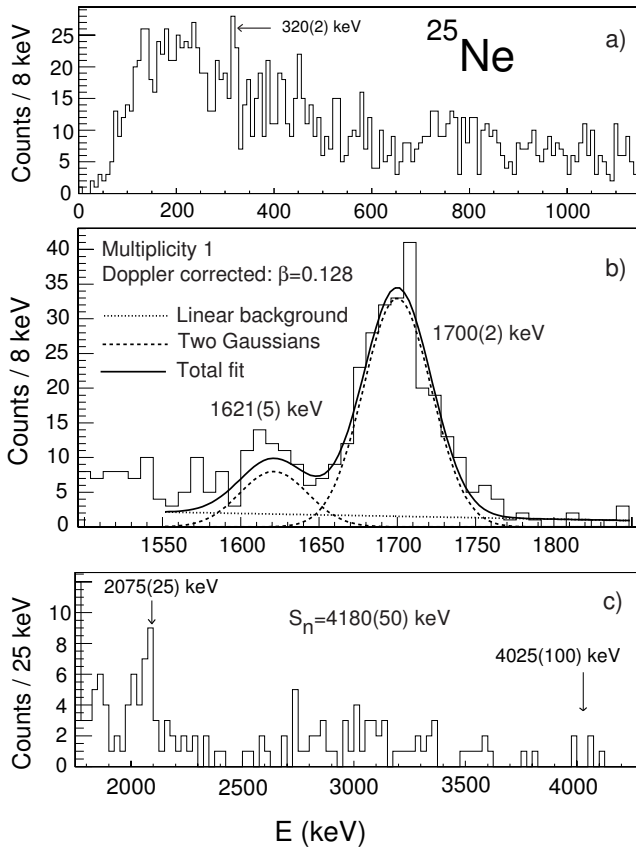 320(2) keV
25Ne
a)
Counts / 8 keV
25
20
15
10
5
0
0 200 400 600 800 1000
b)
Multiplicity 1
Doppler corrected: β=0.128
Linear background
Two Gaussians
Total fit
1700(2) keV
1621(5) keV
Counts / 8 keV
40
35
30
25
20
15
10
5
0
1550 1600 1650 1700 1750 1800
c)
2075(25) keV
Sn=4180(50) keV
4025(100) keV
Counts / 25 keV
10
8
6
4
2
0
2000 2500 3000 3500 4000
E (keV)